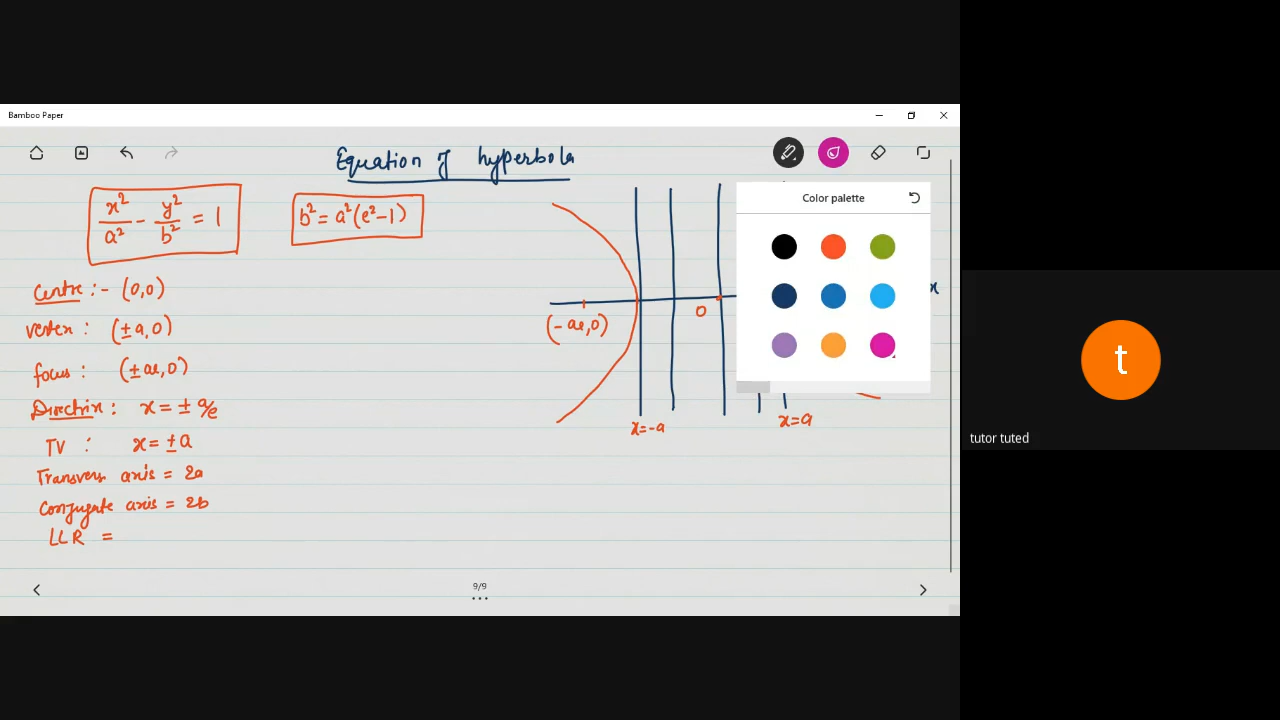 Bamboo Paper
Equation of hyperbola
x²/a² - y²/b² = 1
b² = a²(e²-1)
Centre :- (0,0)
vertex : (±a, 0)
focus : (±ae, 0)
Directrix : x = ± a/e
TV : x = ± a
Transvers axis = 2a
Conjugate axis = 2b
LLR =
(-ae,0)
0
x
x=-a
x=a
Color palette
9/9
t
tutor tuted